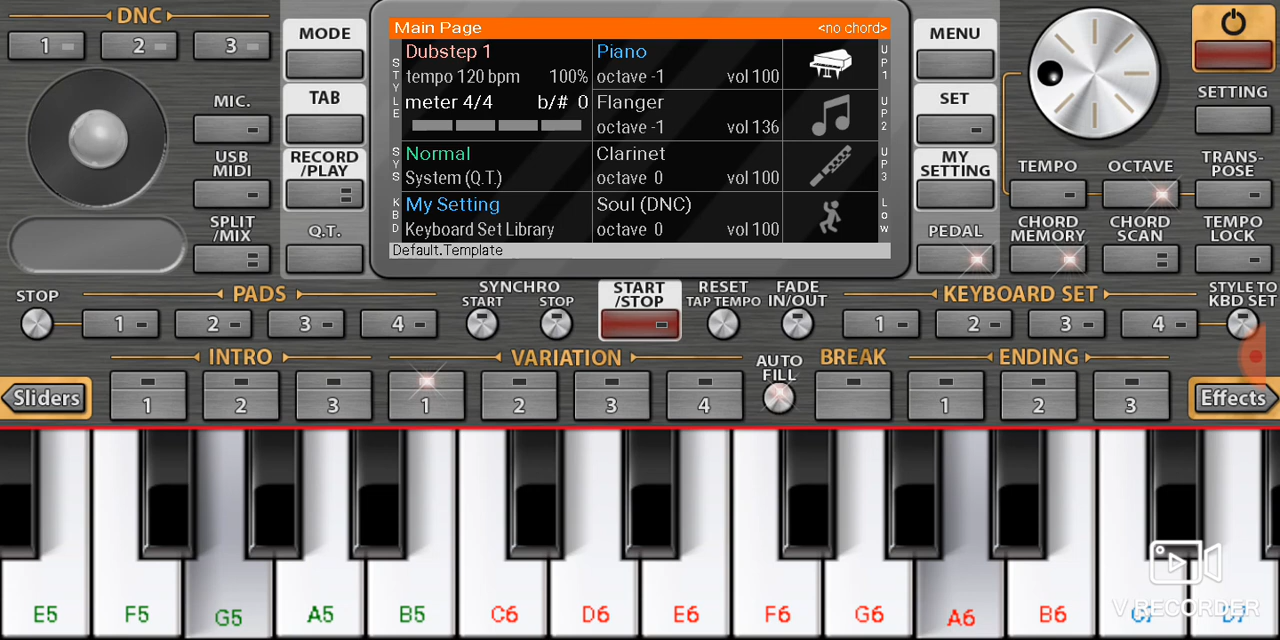 DNC
1
2
3
MIC.
USB
MIDI
SPLIT
/MIX
MODE
TAB
RECORD
/PLAY
Q.T.
Main Page
<no chord>
STYLE
Dubstep 1
tempo 120 bpm 100%
meter 4/4 b/# 0
SYS
Normal
System (Q.T.)
KBD
My Setting
Keyboard Set Library
Piano
octave -1 vol 100
UP1
Flanger
octave -1 vol 136
UP2
Clarinet
octave 0 vol 100
UP3
Soul (DNC)
octave 0 vol 100
Low
Default.Template
MENU
SET
MY
SETTING
PEDAL
SETTING
TEMPO
OCTAVE
TRANS-
POSE
CHORD
MEMORY
CHORD
SCAN
TEMPO
LOCK
STOP
PADS
1
2
3
4
SYNCHRO
START STOP
START
/STOP
RESET
TAP TEMPO
FADE
IN/OUT
KEYBOARD SET
1
2
3
4
STYLE TO
KBD SET
Sliders
INTRO
1
2
3
VARIATION
1
2
3
4
AUTO
FILL
BREAK
ENDING
1
2
3
Effects
E5 F5 G5 A5 B5 C6 D6 E6 F6 G6 A6 B6 C7 D7
V RECORDER